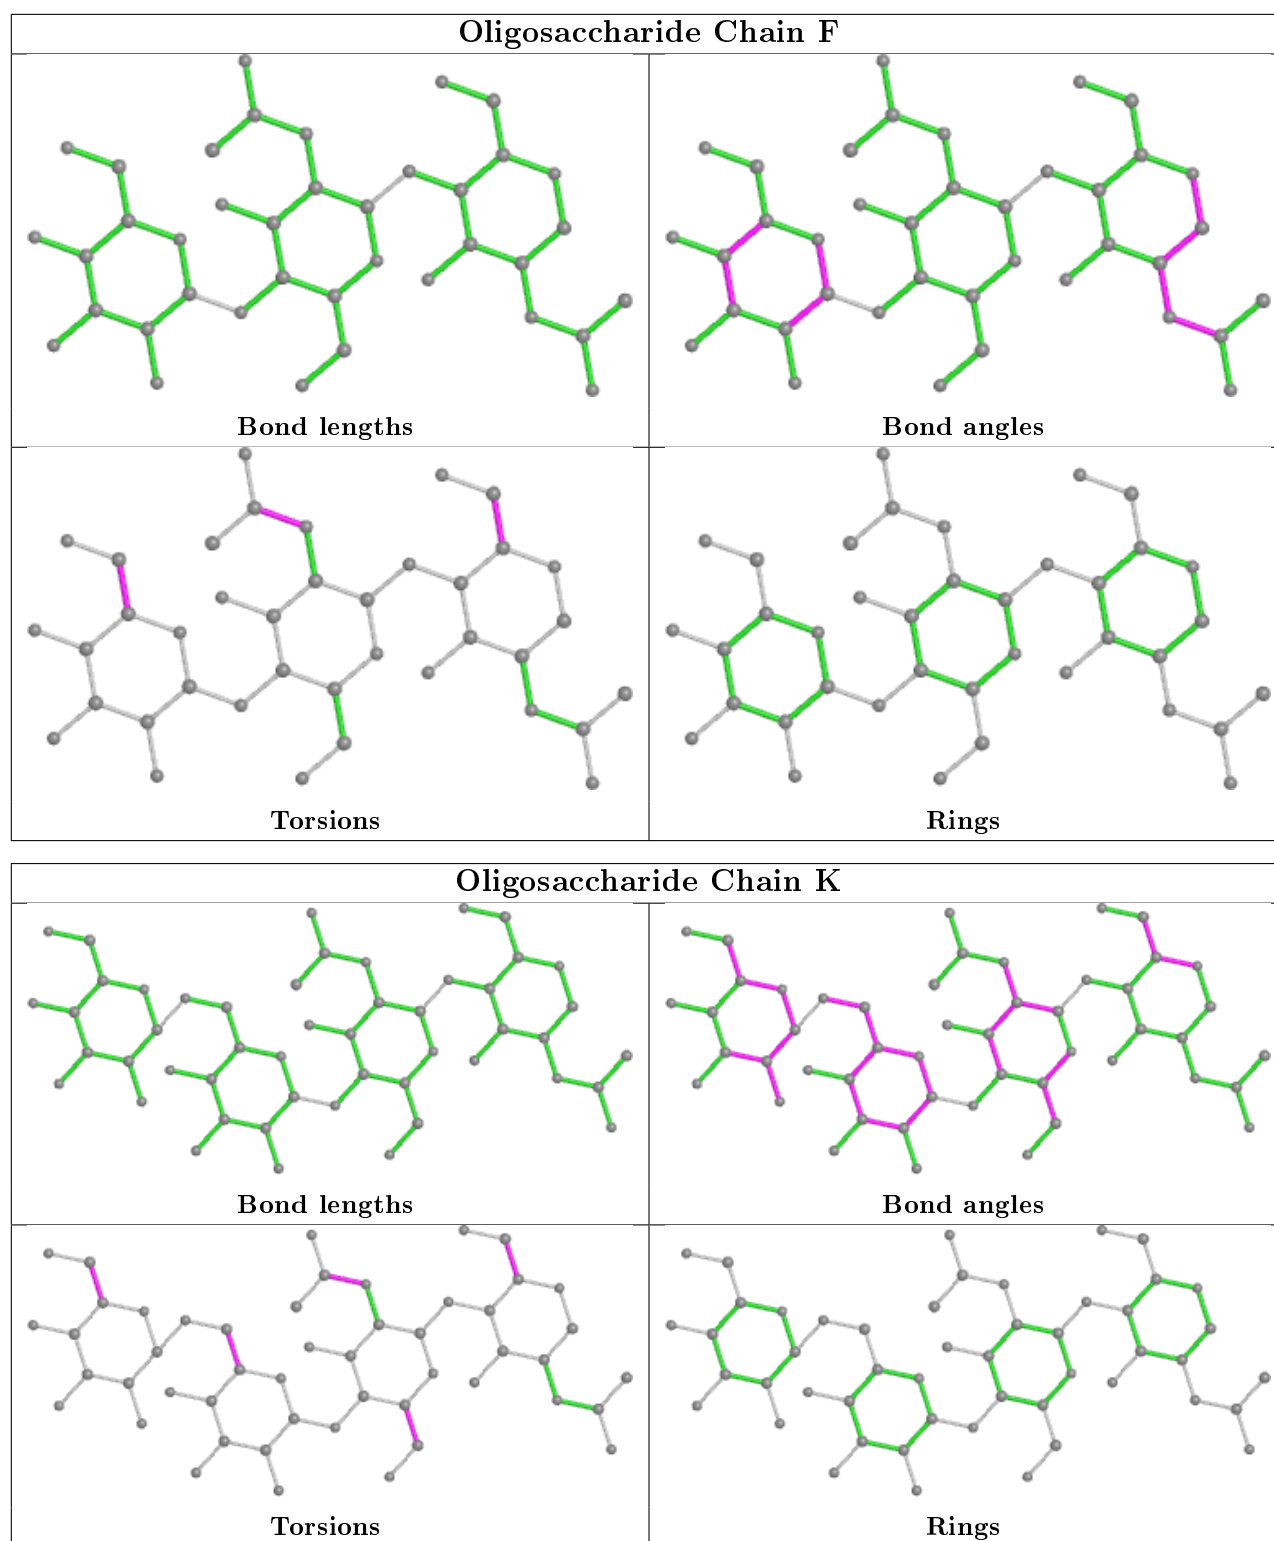 Oligosaccharide Chain F
Bond lengths
Bond angles
Torsions
Rings
Oligosaccharide Chain K
Bond lengths
Bond angles
Torsions
Rings